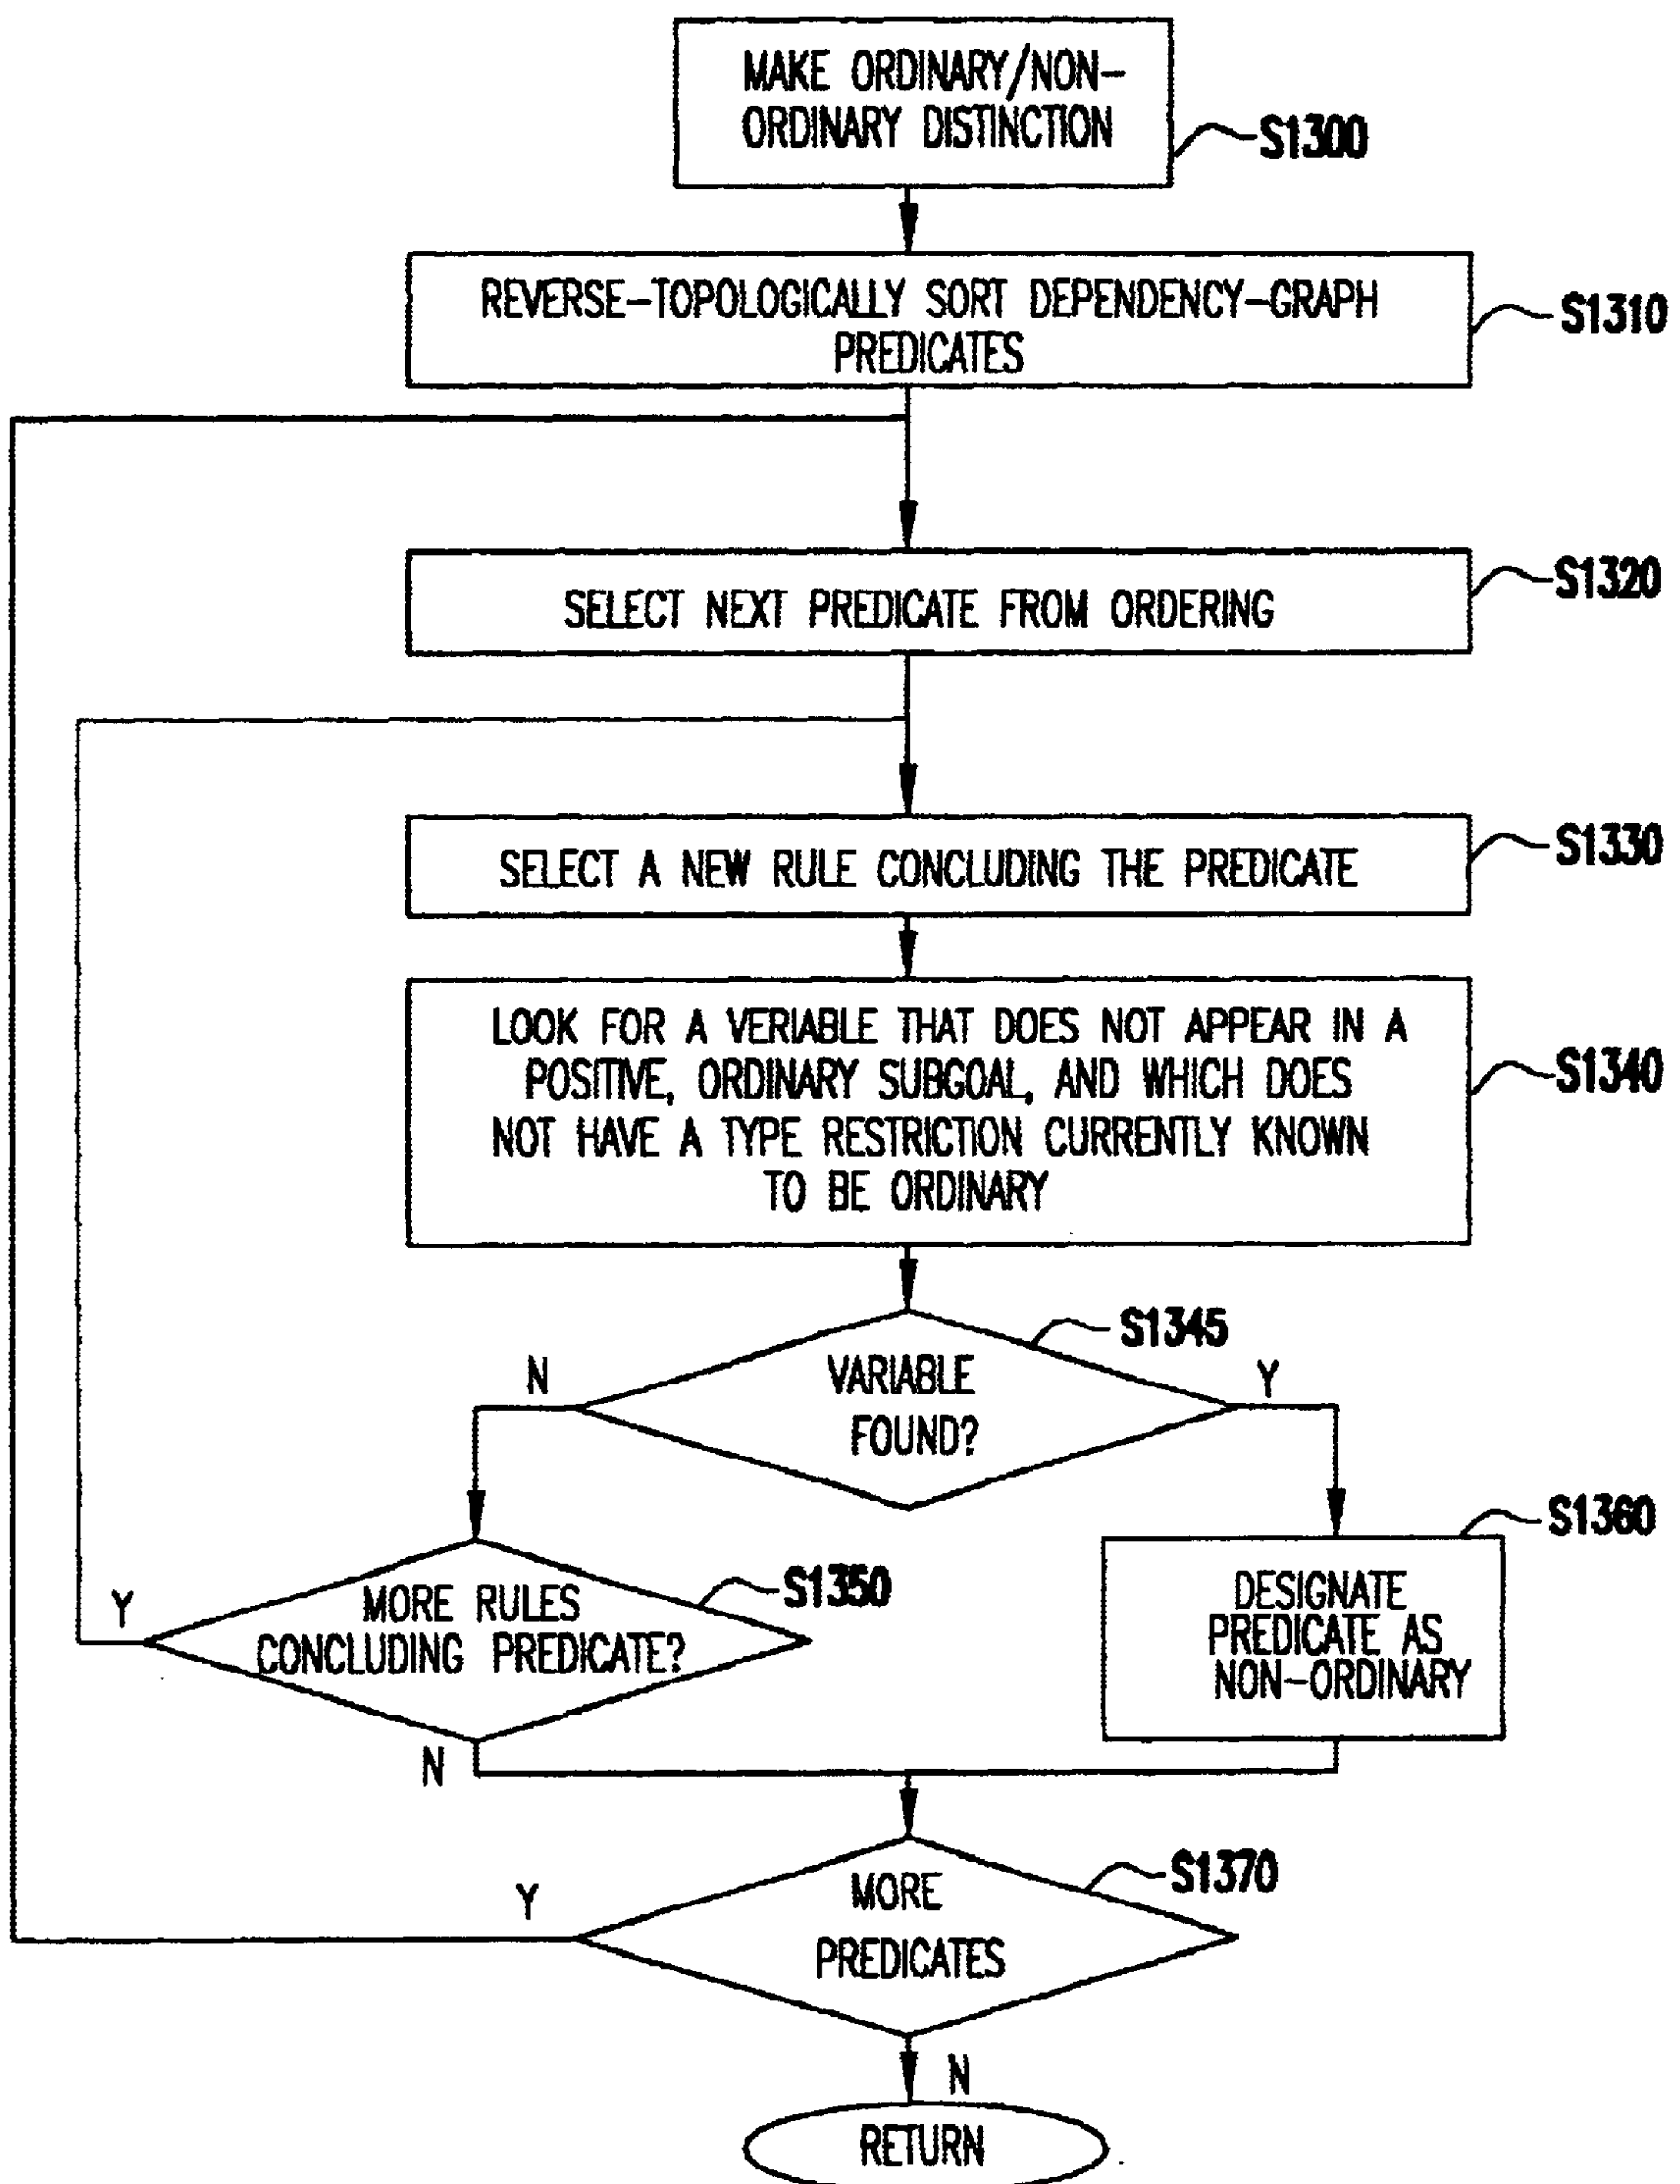 MAKE ORDINARY/NON-
ORDINARY DISTINCTION
S1300
REVERSE-TOPOLOGICALLY SORT DEPENDENCY-GRAPH
PREDICATES
S1310
SELECT NEXT PREDICATE FROM ORDERING
S1320
SELECT A NEW RULE CONCLUDING THE PREDICATE
S1330
LOOK FOR A VERIABLE THAT DOES NOT APPEAR IN A
POSITIVE, ORDINARY SUBGOAL, AND WHICH DOES
NOT HAVE A TYPE RESTRICTION CURRENTLY KNOWN
TO BE ORDINARY
S1340
S1345
N
VARIABLE
FOUND?
Y
S1360
DESIGNATE
PREDICATE AS
NON-ORDINARY
S1350
Y
MORE RULES
CONCLUDING PREDICATE?
N
S1370
Y
MORE
PREDICATES
N
RETURN